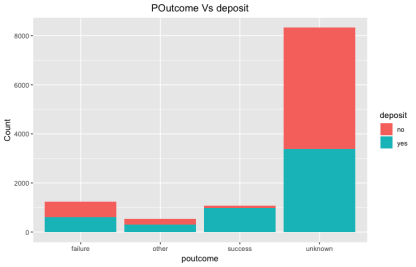 POutcome Vs deposit
8000
6000
4000
2000
0
Count
failure
other
success
unknown
poutcome
deposit
no
yes